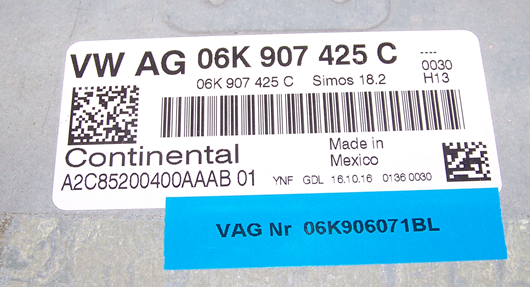 VW AG 06K 907 425 C
----
0030
06K 907 425 C Simos 18.2 H13
Continental
Made in
Mexico
A2C85200400AAAB 01 YNF GDL 16.10.16 0136 0030
VAG Nr 06K906071BL